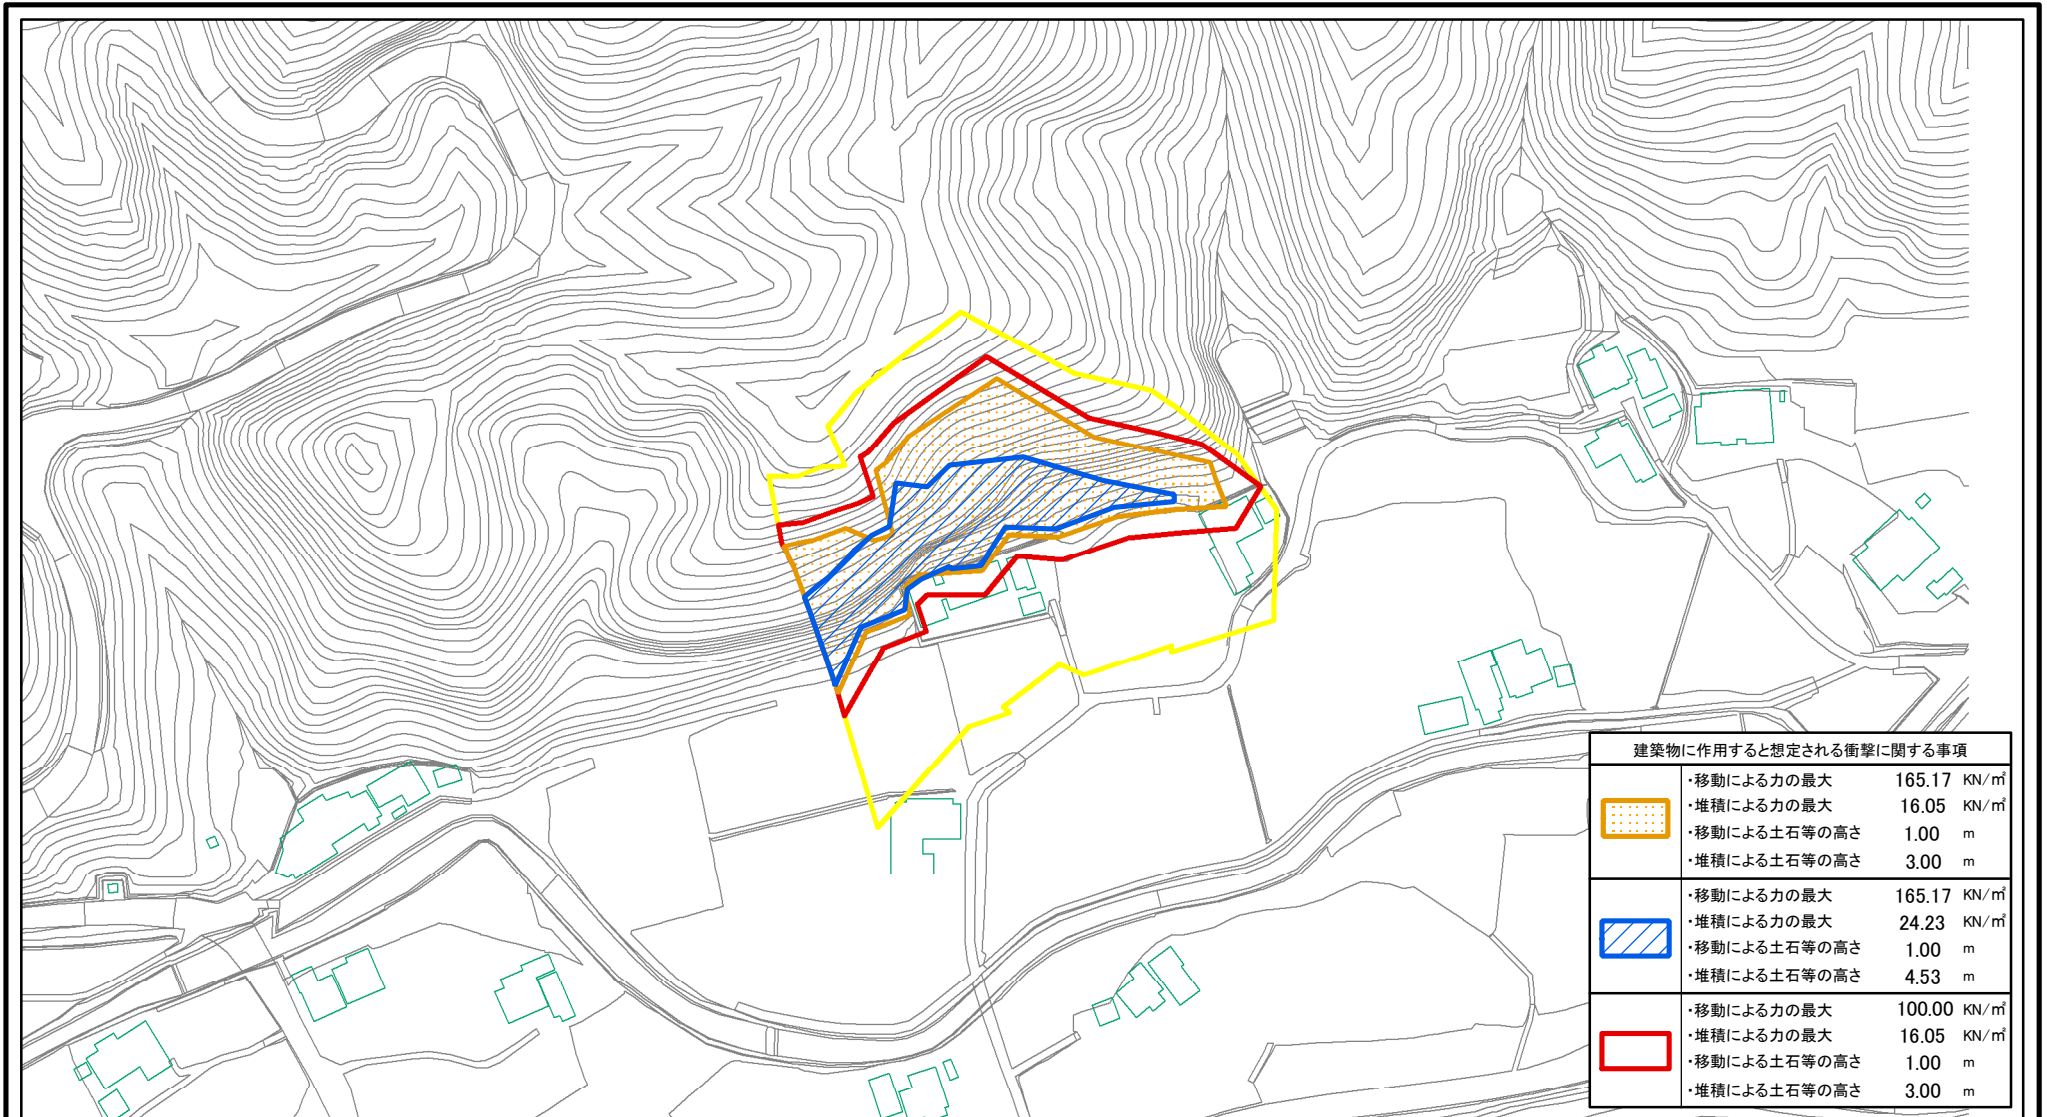 建築物に作用すると想定される衝撃に関する事項
・移動による力の最大 165.17 KN/㎡
・堆積による力の最大 16.05 KN/㎡
・移動による土石等の高さ 1.00 m
・堆積による土石等の高さ 3.00 m
・移動による力の最大 165.17 KN/㎡
・堆積による力の最大 24.23 KN/㎡
・移動による土石等の高さ 1.00 m
・堆積による土石等の高さ 4.53 m
・移動による力の最大 100.00 KN/㎡
・堆積による力の最大 16.05 KN/㎡
・移動による土石等の高さ 1.00 m
・堆積による土石等の高さ 3.00 m